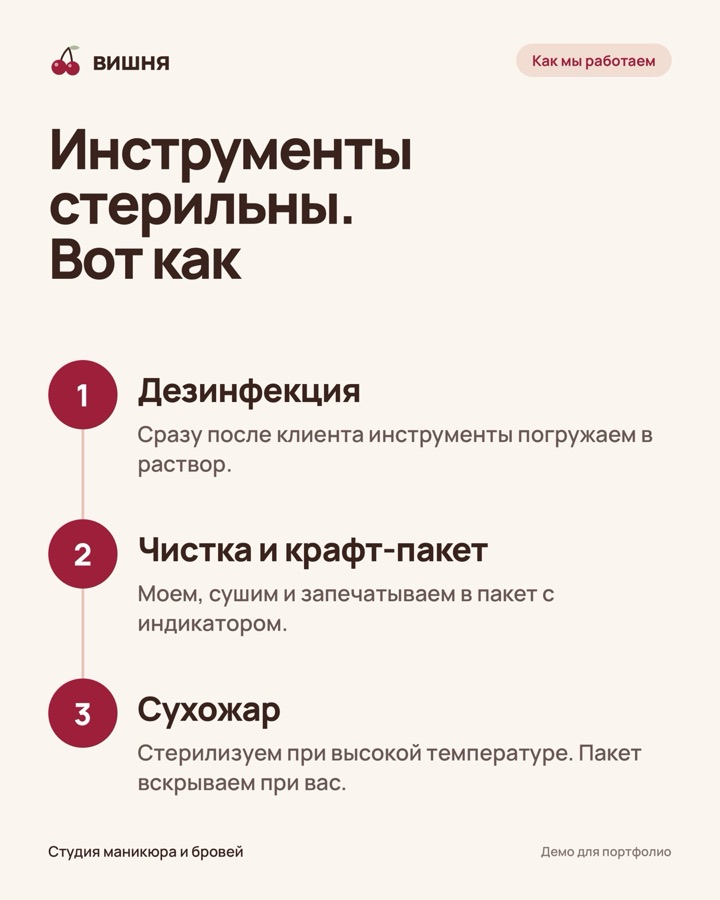 ВИШНЯ
Как мы работаем
Инструменты
стерильны.
Вот как
1
Дезинфекция
Сразу после клиента инструменты погружаем в
раствор.
2
Чистка и крафт-пакет
Моем, сушим и запечатываем в пакет с
индикатором.
3
Сухожар
Стерилизуем при высокой температуре. Пакет
вскрываем при вас.
Студия маникюра и бровей
Демо для портфолио